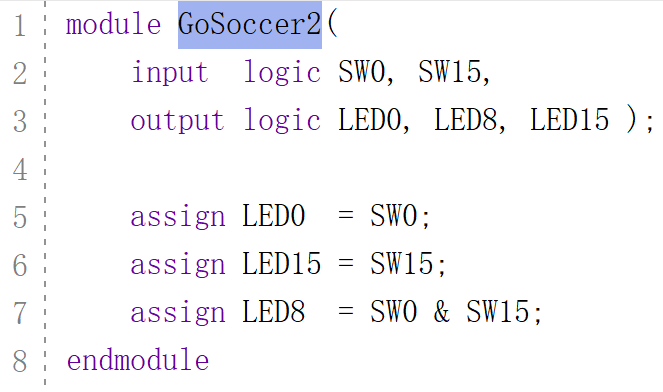 1 module GoSoccer2(
2 input  logic SW0, SW15,
3 output logic LED0, LED8, LED15 );
4
5 assign LED0  = SW0;
6 assign LED15 = SW15;
7 assign LED8  = SW0 & SW15;
8 endmodule